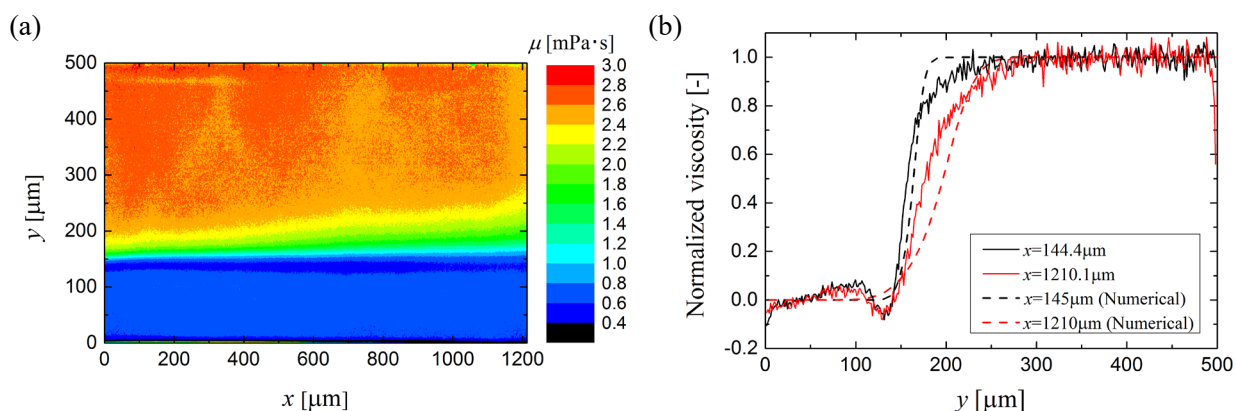 (a)
μ [mPa·s]
500
400
300
200
100
0
y [μm]
0 200 400 600 800 1000 1200
x [μm]
3.0
2.8
2.6
2.4
2.0
1.8
1.6
1.4
1.2
1.0
0.8
0.6
0.4
(b)
Normalized viscosity [-]
1.0
0.8
0.6
0.4
0.2
0.0
-0.2
0 100 200 300 400 500
y [μm]
x=144.4μm
x=1210.1μm
x=145μm (Numerical)
x=1210μm (Numerical)